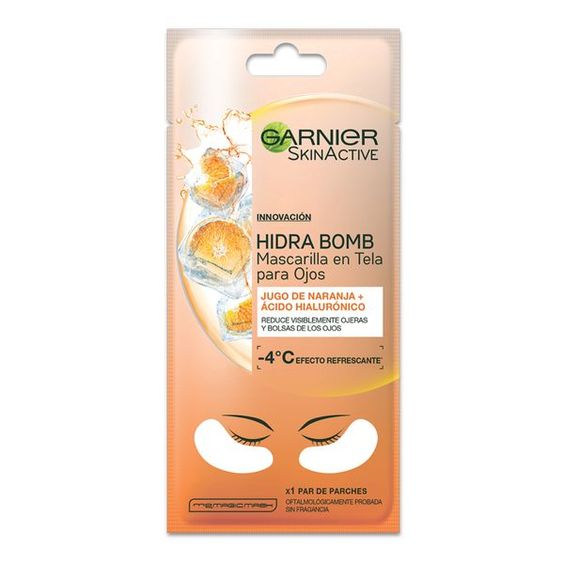 GARNIER
SKINACTIVE
INNOVACIÓN
HIDRA BOMB
Mascarilla en Tela
para Ojos
JUGO DE NARANJA +
ÁCIDO HIALURÓNICO
REDUCE VISIBLEMENTE OJERAS
Y BOLSAS DE LOS OJOS
-4°C EFECTO REFRESCANTE*
x1 PAR DE PARCHES
OFTALMOLÓGICAMENTE PROBADA
SIN FRAGANCIA